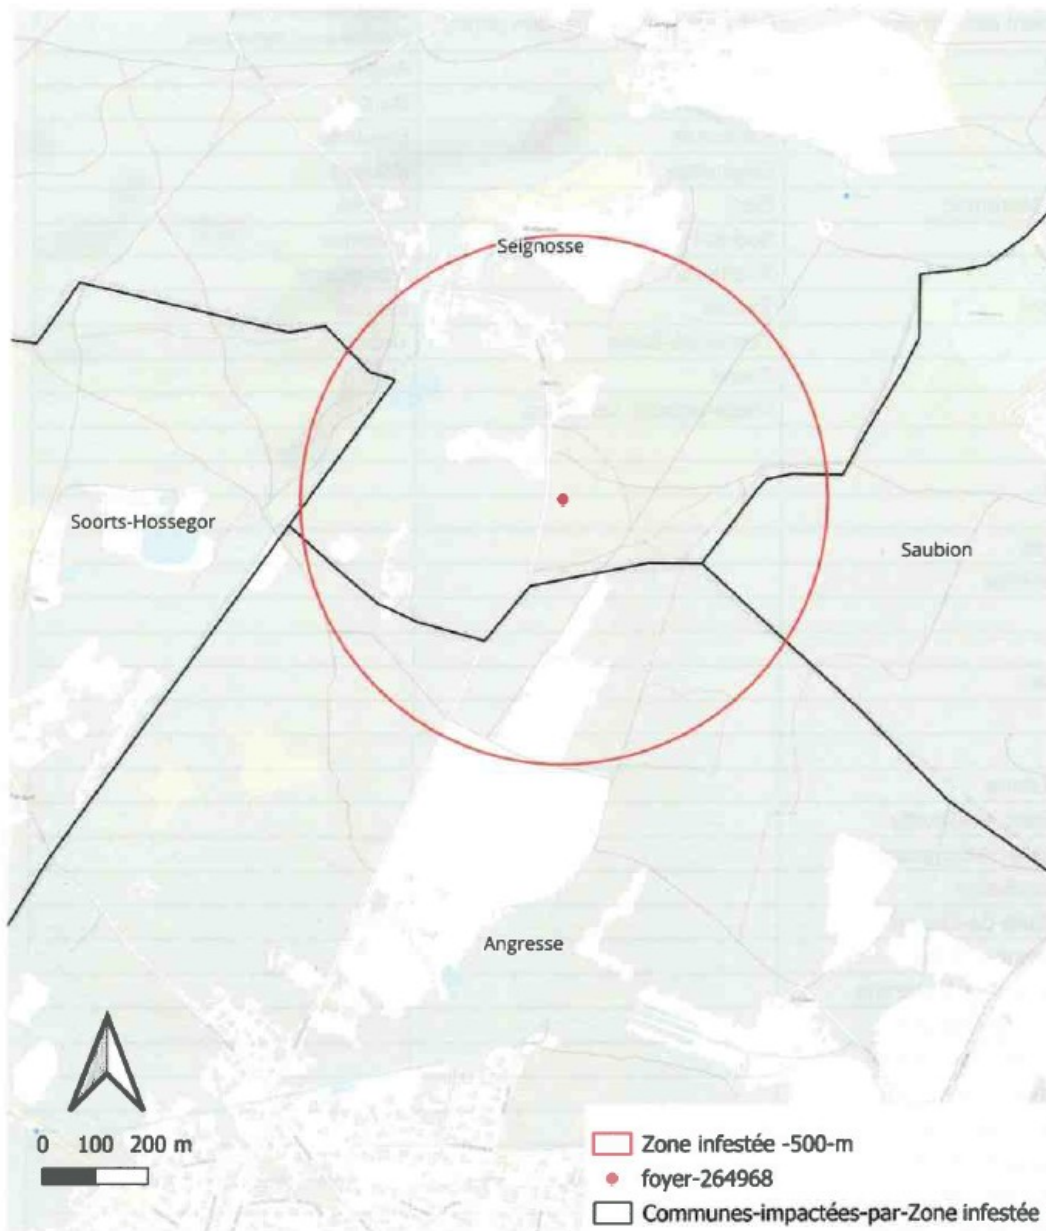 Seignosse
Soorts-Hossegor
Saubion
Angresse
0 100 200 m
Zone infestée -500-m
foyer-264968
Communes-impactées-par-Zone infestée